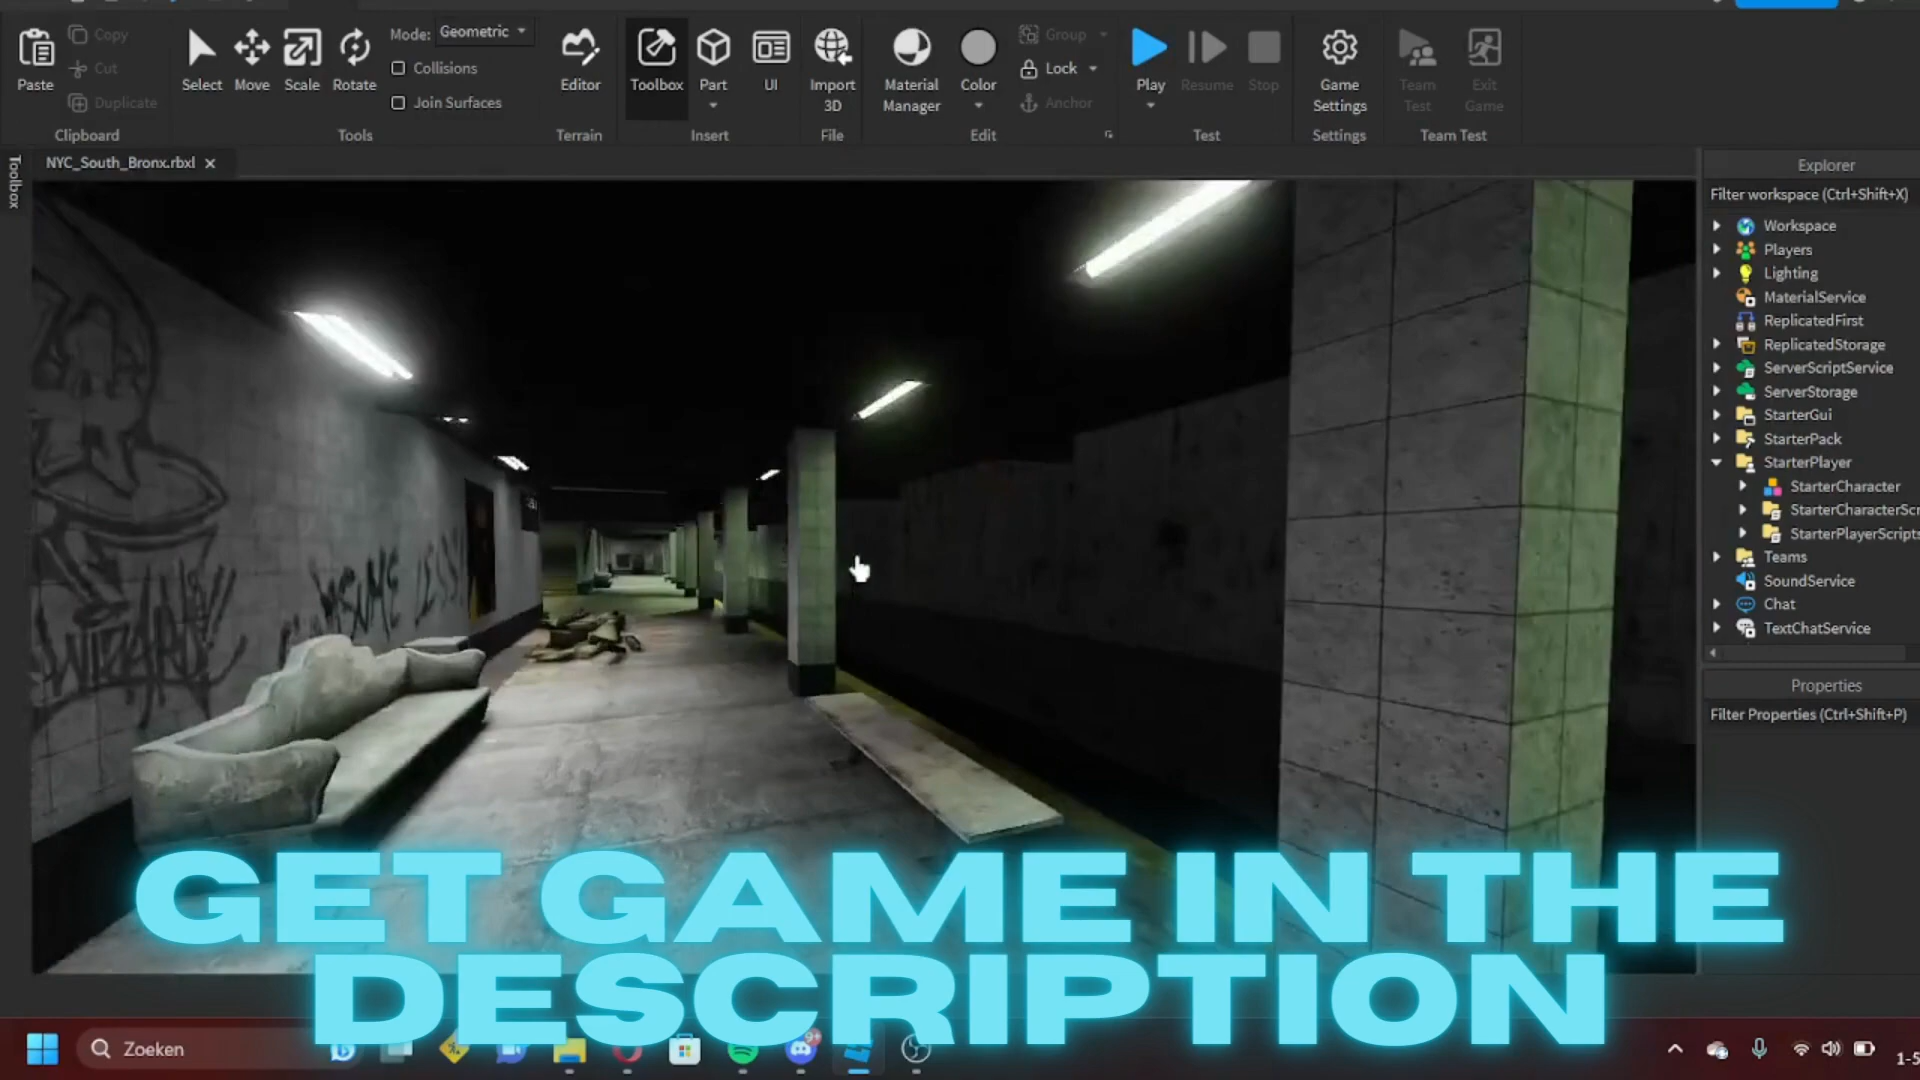 Copy
Cut
Duplicate
Paste
Clipboard
Select
Move
Scale
Rotate
Mode: Geometric
Collisions
Join Surfaces
Tools
Editor
Terrain
Toolbox
Part
UI
Insert
Import
3D
File
Material
Manager
Color
Group
Lock
Anchor
Edit
Play
Resume
Stop
Test
Game
Settings
Settings
Team
Test
Exit
Game
Team Test
Toolbox
NYC_South_Bronx.rbxl
Explorer
Filter workspace (Ctrl+Shift+X)
Workspace
Players
Lighting
MaterialService
ReplicatedFirst
ReplicatedStorage
ServerScriptService
ServerStorage
StarterGui
StarterPack
StarterPlayer
StarterCharacter
StarterCharacterScr
StarterPlayerScripts
Teams
SoundService
Chat
TextChatService
Properties
Filter Properties (Ctrl+Shift+P)
GET GAME IN THE
DESCRIPTION
Zoeken
9+
1-5